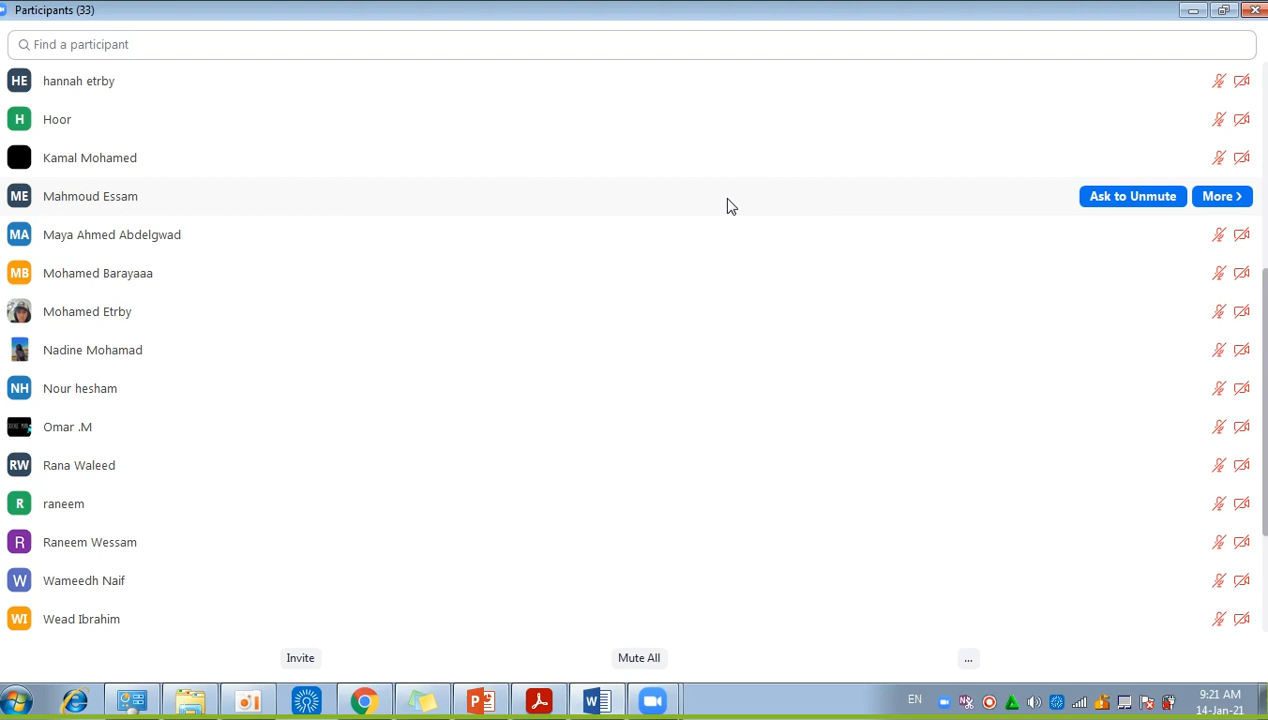 Participants (33)
Find a participant
HE hannah etrby
H Hoor
Kamal Mohamed
ME Mahmoud Essam Ask to Unmute More >
MA Maya Ahmed Abdelgwad
MB Mohamed Barayaaa
Mohamed Etrby
Nadine Mohamad
NH Nour hesham
Omar .M
RW Rana Waleed
R raneem
R Raneem Wessam
W Wameedh Naif
WI Wead Ibrahim
Invite Mute All ...
EN 9:21 AM
14-Jan-21